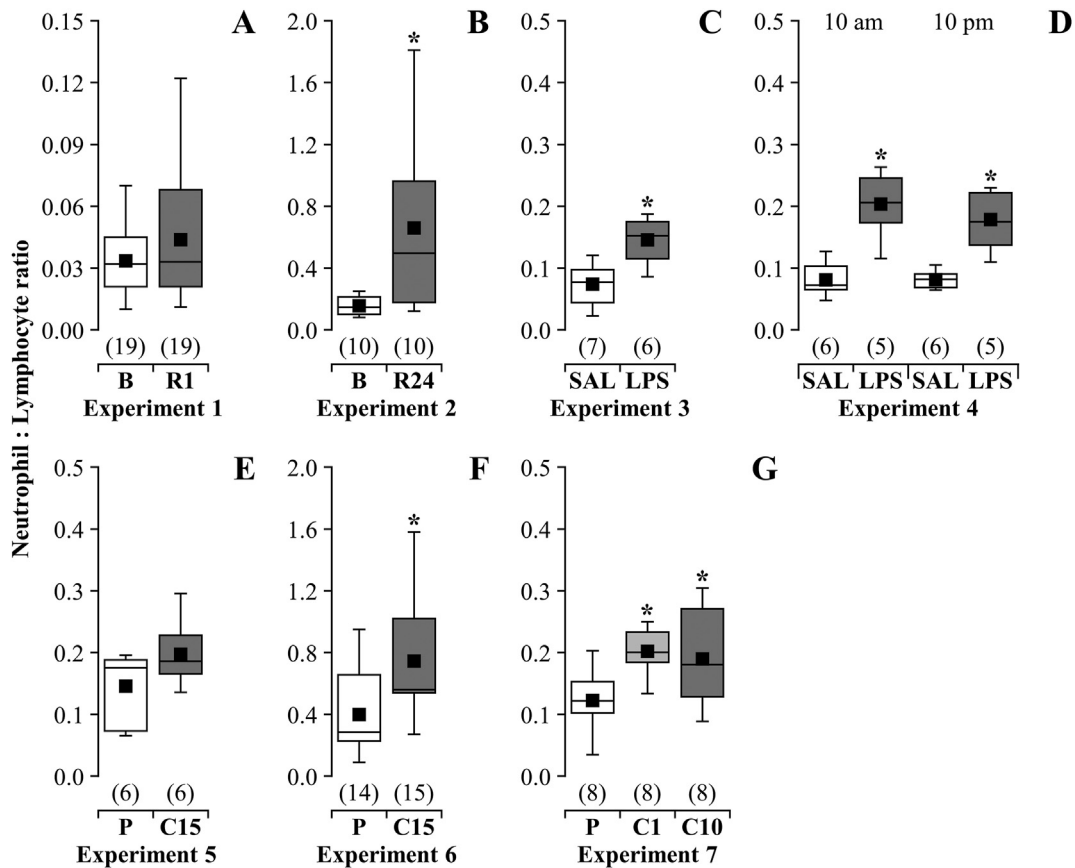 Neutrophil : Lymphocyte ratio
A
0.15
0.12
0.09
0.06
0.03
0.00
(19) (19)
B R1
Experiment 1
B
2.0
1.6
1.2
0.8
0.4
0.0
*
(10) (10)
B R24
Experiment 2
C
0.5
0.4
0.3
0.2
0.1
0.0
*
(7) (6)
SAL LPS
Experiment 3
D
10 am 10 pm
0.5
0.4
0.3
0.2
0.1
0.0
* *
(6) (5) (6) (5)
SAL LPS SAL LPS
Experiment 4
E
0.5
0.4
0.3
0.2
0.1
0.0
(6) (6)
P C15
Experiment 5
F
2.0
1.6
1.2
0.8
0.4
0.0
*
(14) (15)
P C15
Experiment 6
G
0.5
0.4
0.3
0.2
0.1
0.0
* *
(8) (8) (8)
P C1 C10
Experiment 7